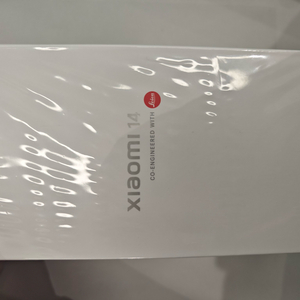 xiaomi 14
CO-ENGINEERED WITH Leica